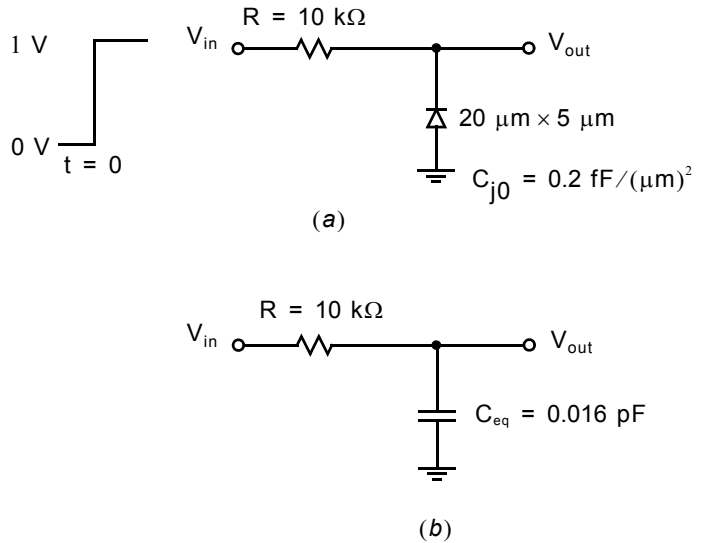 R = 10 kΩ
1 V
V_in
V_out
20 μm × 5 μm
0 V
t = 0
C_j0 = 0.2 fF/(μm)²
(a)
R = 10 kΩ
V_in
V_out
C_eq = 0.016 pF
(b)